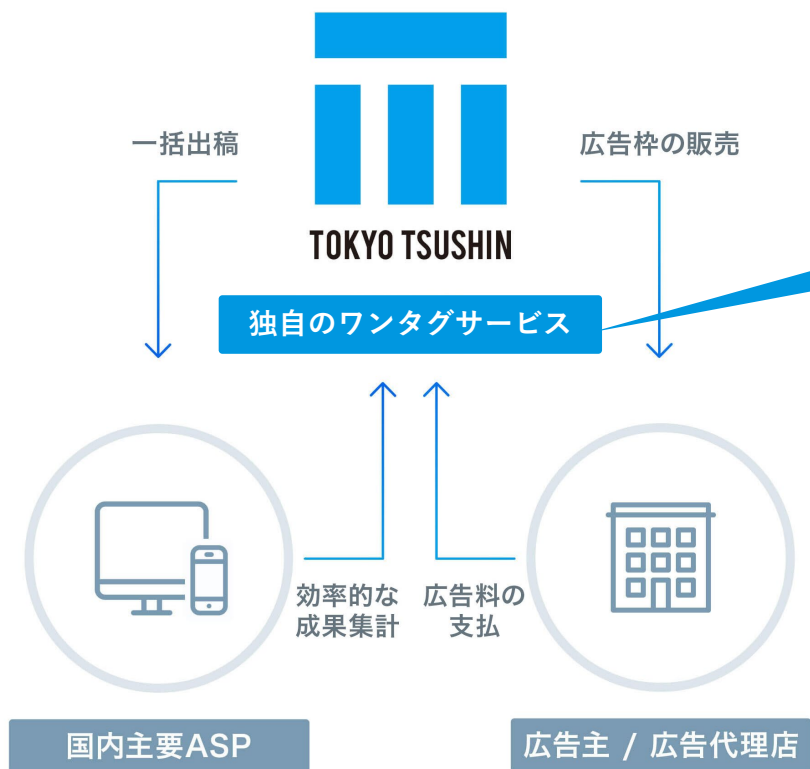 一括出稿
広告枠の販売
TOKYO TSUSHIN
独自のワンタグサービス
効率的な
成果集計
広告料の
支払
国内主要ASP
広告主 / 広告代理店